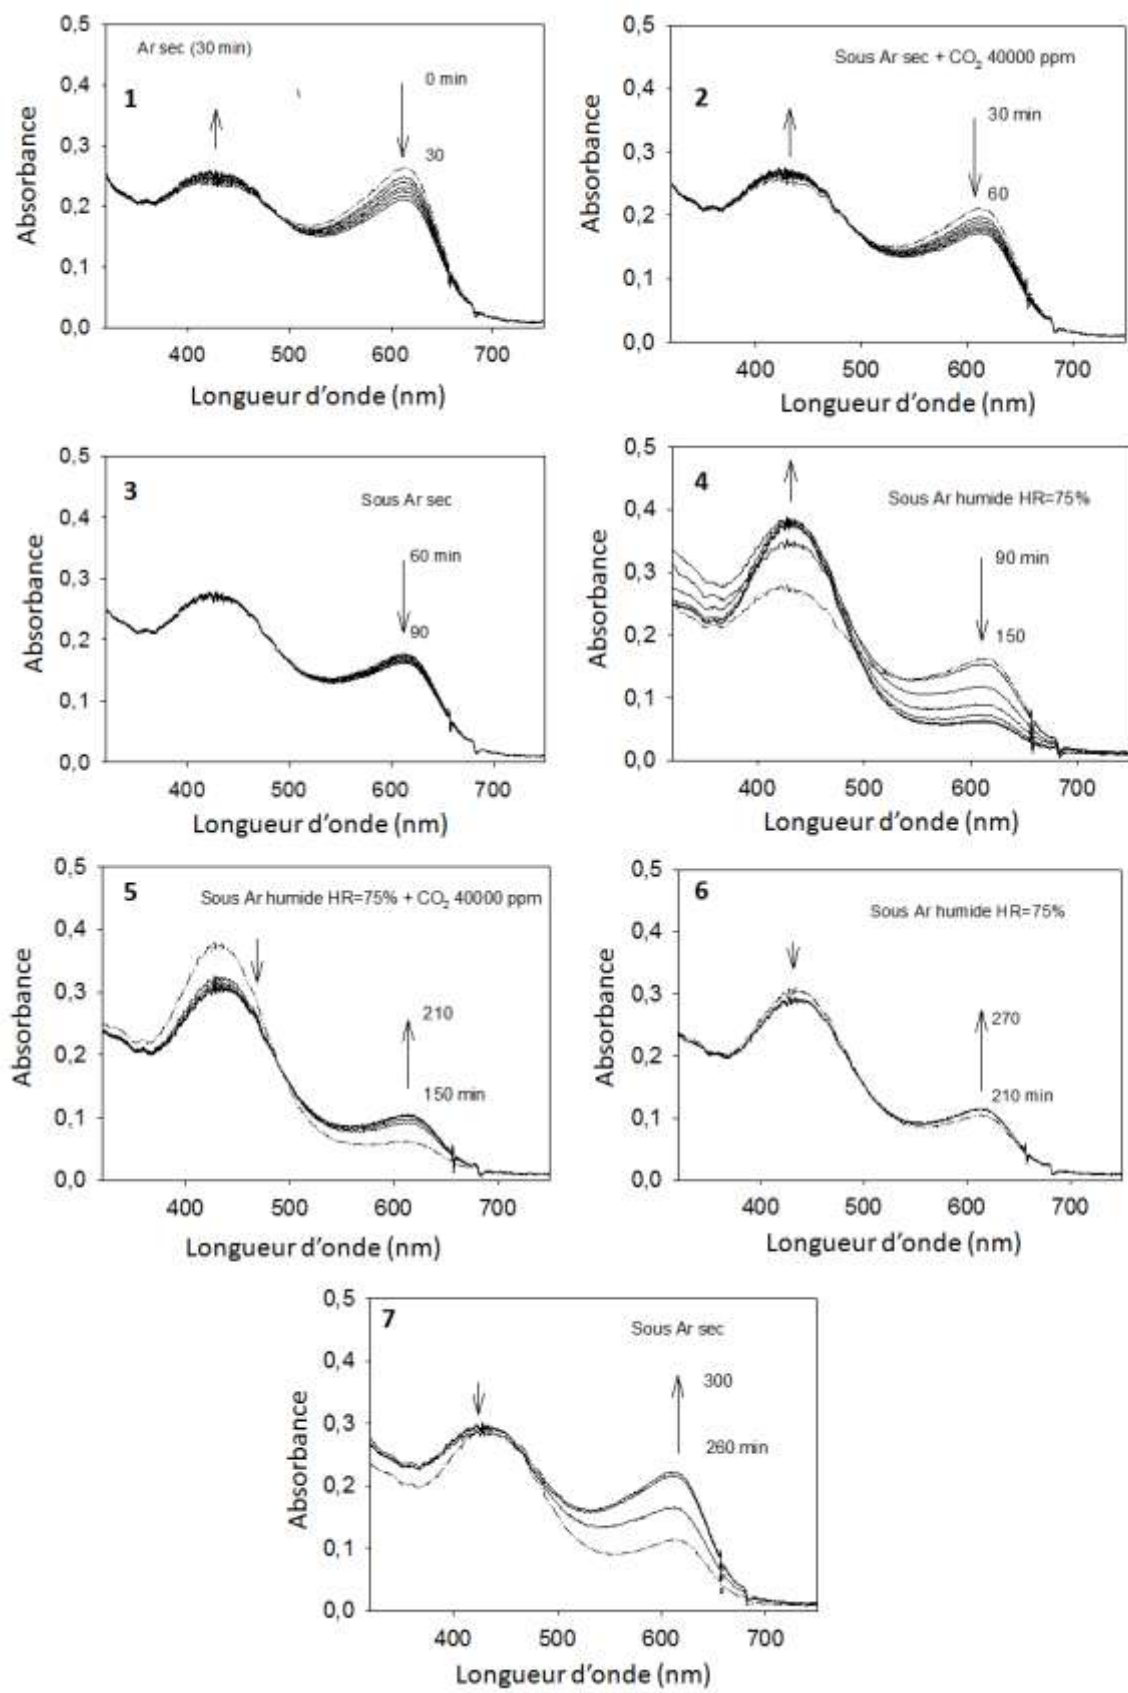 0,5
Ar sec (30 min)
0,4
1
0 min
0,3
30
0,2
0,1
0,0
400 500 600 700
Absorbance
Longueur d'onde (nm)
0,5
Sous Ar sec + CO2 40000 ppm
0,4
2
30 min
0,3
60
0,2
0,1
0,0
400 500 600 700
Absorbance
Longueur d'onde (nm)
0,5
3
Sous Ar sec
0,4
60 min
0,3
90
0,2
0,1
0,0
400 500 600 700
Absorbance
Longueur d'onde (nm)
0,5
4
Sous Ar humide HR=75%
0,4
90 min
0,3
150
0,2
0,1
0,0
400 500 600 700
Absorbance
Longueur d'onde (nm)
0,5
5
Sous Ar humide HR=75% + CO2 40000 ppm
0,4
0,3
210
0,2
150 min
0,1
0,0
400 500 600 700
Absorbance
Longueur d'onde (nm)
0,5
6
Sous Ar humide HR=75%
0,4
0,3
270
0,2
210 min
0,1
0,0
400 500 600 700
Absorbance
Longueur d'onde (nm)
0,5
7
Sous Ar sec
0,4
300
0,3
260 min
0,2
0,1
0,0
400 500 600 700
Absorbance
Longueur d'onde (nm)